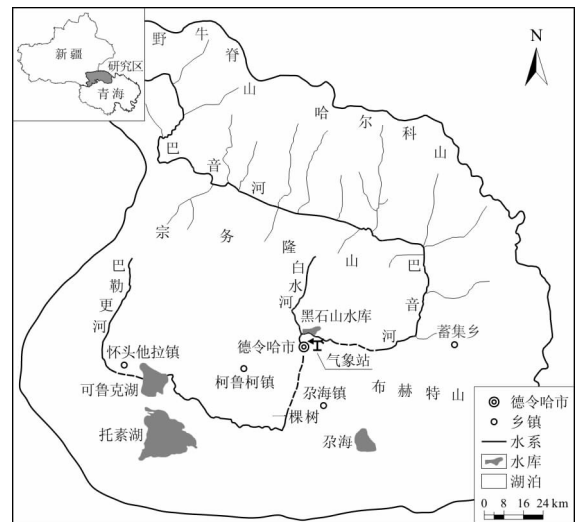 新疆
研究区
青海
N
野牛脊山
哈尔科山
巴音河
宗务隆山
巴勒更河
白水河
巴音河
黑石山水库
德令哈市
气象站
蓄集乡
怀头他拉镇
可鲁克湖
柯鲁柯镇
尕海镇
布赫特山
一棵树
托素湖
尕海
德令哈市
乡镇
水系
水库
湖泊
0 8 16 24 km